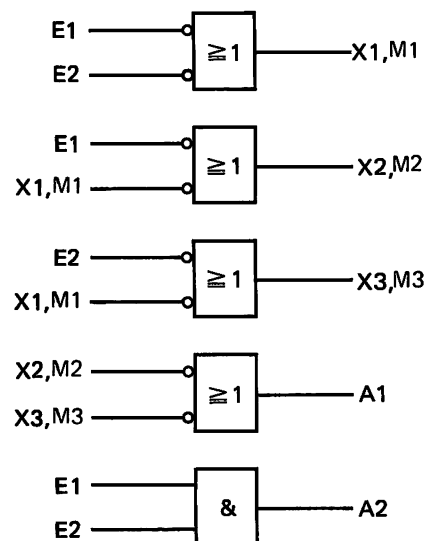 E1
≧1
X1,M1
E2
E1
≧1
X2,M2
X1,M1
E2
≧1
X3,M3
X1,M1
X2,M2
≧1
A1
X3,M3
E1
&
A2
E2